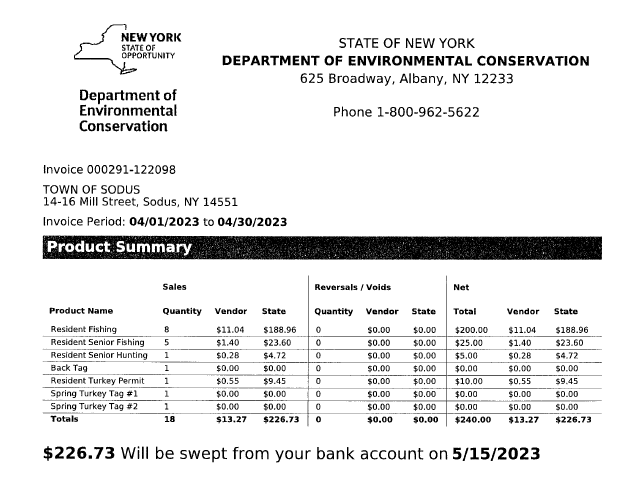 NEW YORK
STATE OF
OPPORTUNITY
Department of
Environmental
Conservation
STATE OF NEW YORK
DEPARTMENT OF ENVIRONMENTAL CONSERVATION
625 Broadway, Albany, NY 12233
Phone 1-800-962-5622
Invoice 000291-122098
TOWN OF SODUS
14-16 Mill Street, Sodus, NY 14551
Invoice Period: 04/01/2023 to 04/30/2023
Product Summary
Sales Reversals / Voids Net
Product Name Quantity Vendor State Quantity Vendor State Total Vendor State
Resident Fishing 8 $11.04 $188.96 0 $0.00 $0.00 $200.00 $11.04 $188.96
Resident Senior Fishing 5 $1.40 $23.60 0 $0.00 $0.00 $25.00 $1.40 $23.60
Resident Senior Hunting 1 $0.28 $4.72 0 $0.00 $0.00 $5.00 $0.28 $4.72
Back Tag 1 $0.00 $0.00 0 $0.00 $0.00 $0.00 $0.00 $0.00
Resident Turkey Permit 1 $0.55 $9.45 0 $0.00 $0.00 $10.00 $0.55 $9.45
Spring Turkey Tag #1 1 $0.00 $0.00 0 $0.00 $0.00 $0.00 $0.00 $0.00
Spring Turkey Tag #2 1 $0.00 $0.00 0 $0.00 $0.00 $0.00 $0.00 $0.00
Totals 18 $13.27 $226.73 0 $0.00 $0.00 $240.00 $13.27 $226.73
$226.73 Will be swept from your bank account on 5/15/2023